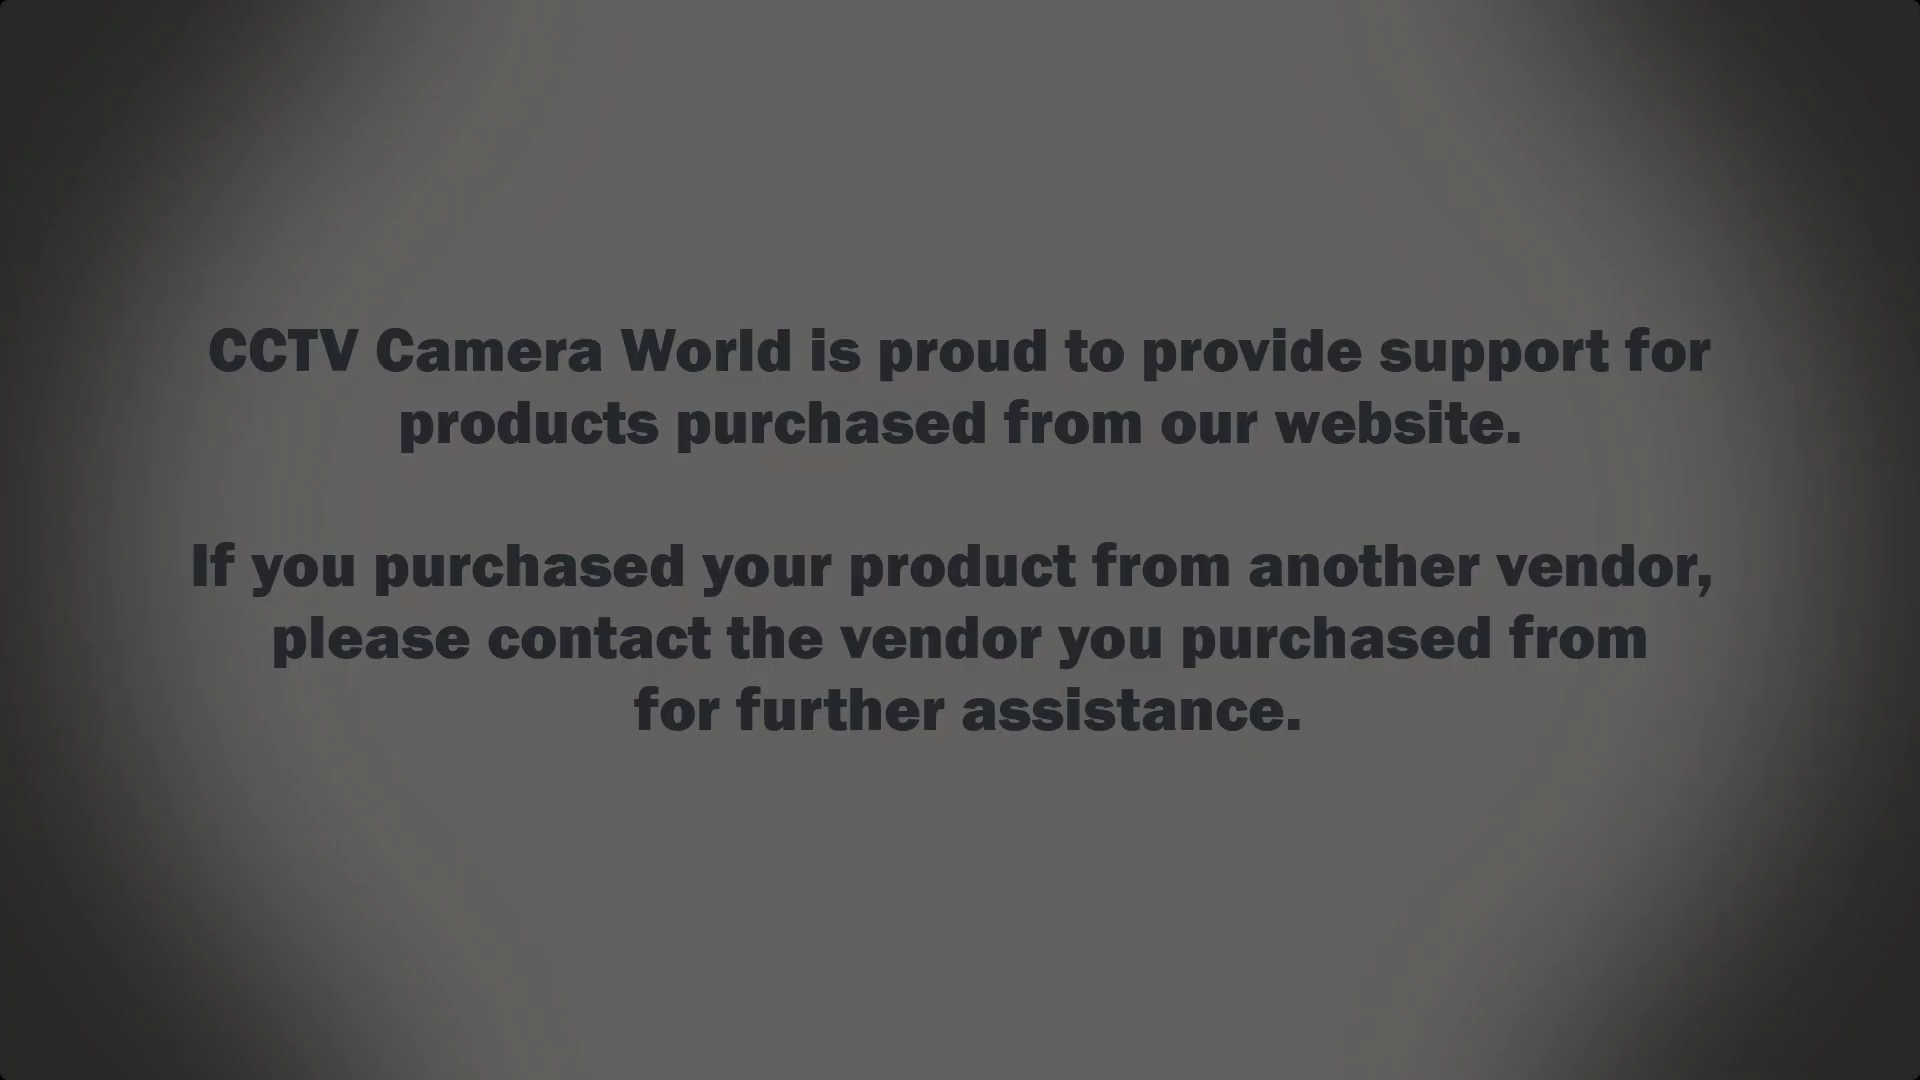 CCTV Camera World is proud to provide support for
products purchased from our website.
If you purchased your product from another vendor,
please contact the vendor you purchased from
for further assistance.